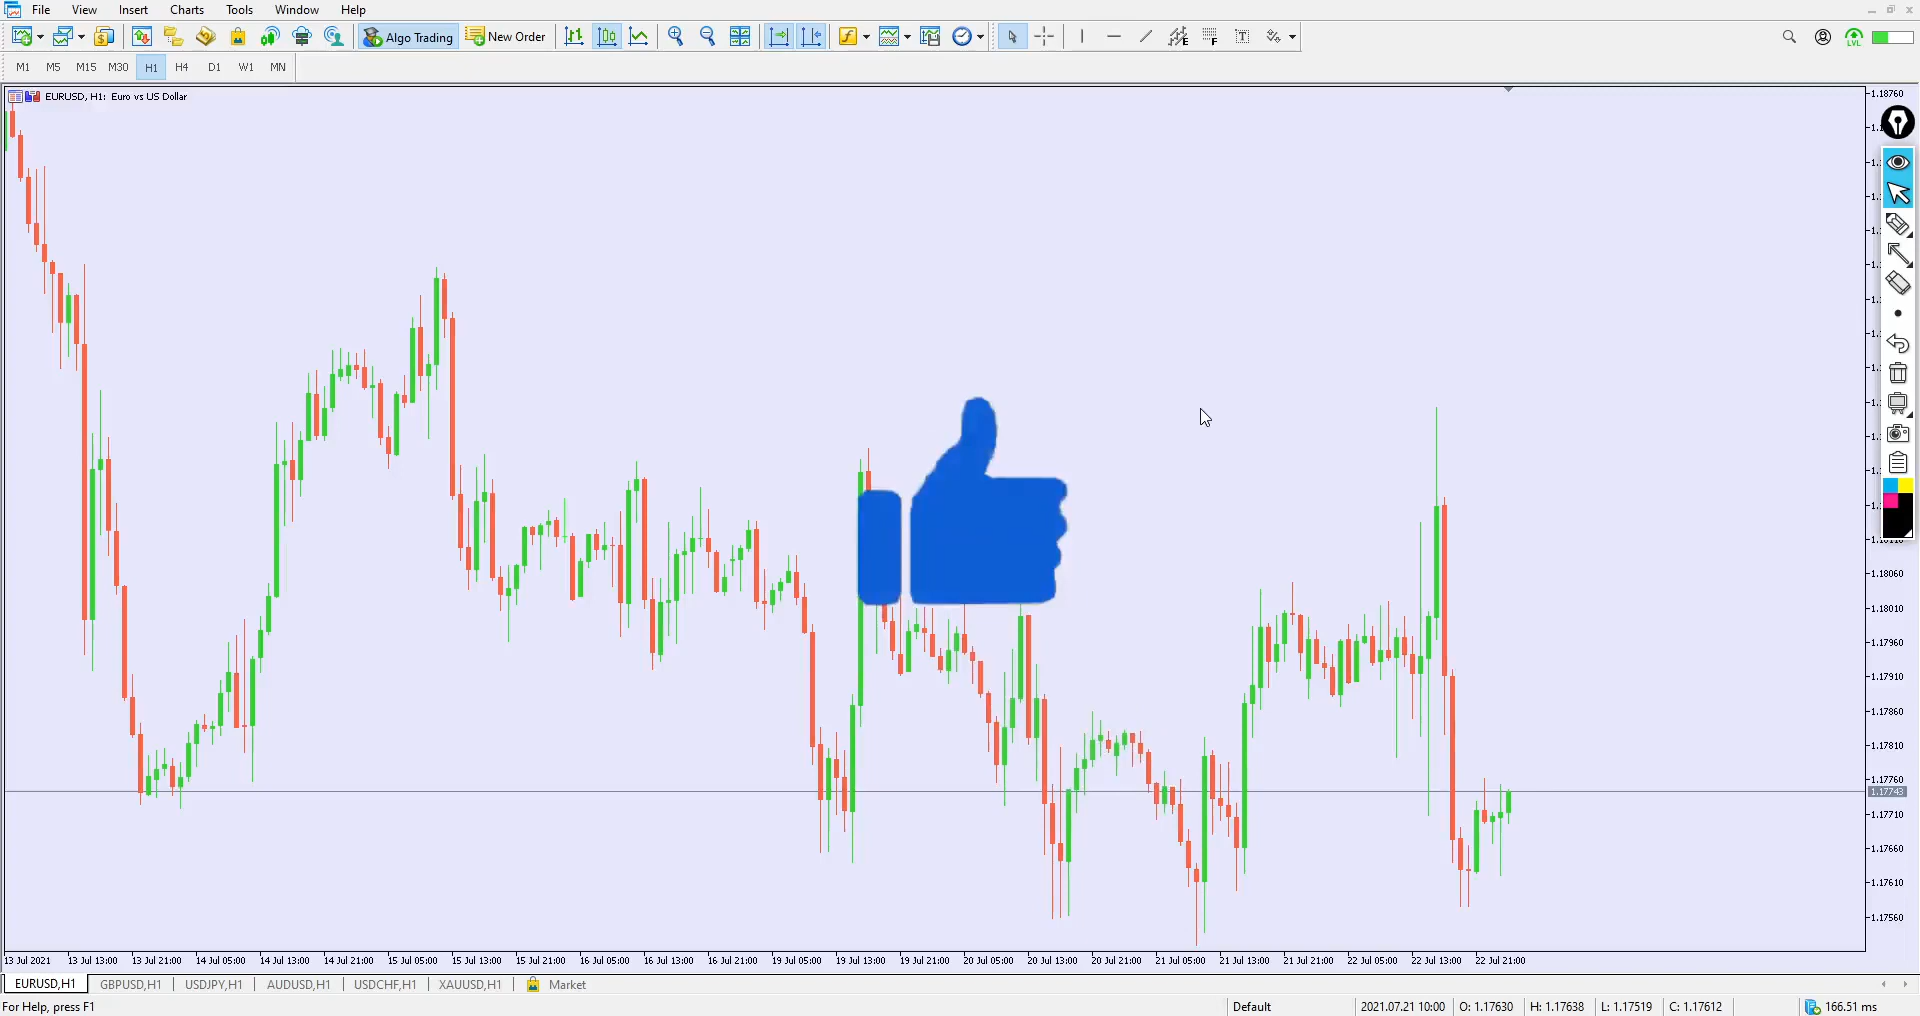 File View Insert Charts Tools Window Help
Algo Trading New Order
M1 M5 M15 M30 H1 H4 D1 W1 MN
EURUSD, H1: Euro vs US Dollar
LVL
1.18760
1.18060
1.18010
1.17960
1.17910
1.17860
1.17810
1.17760
1.17743
1.17710
1.17660
1.17610
1.17560
13 Jul 2021 13 Jul 13:00 13 Jul 21:00 14 Jul 05:00 14 Jul 13:00 14 Jul 21:00 15 Jul 05:00 15 Jul 13:00 15 Jul 21:00 16 Jul 05:00 16 Jul 13:00 16 Jul 21:00 19 Jul 05:00 19 Jul 13:00 19 Jul 21:00 20 Jul 05:00 20 Jul 13:00 20 Jul 21:00 21 Jul 05:00 21 Jul 13:00 21 Jul 21:00 22 Jul 05:00 22 Jul 13:00 22 Jul 21:00
EURUSD,H1 GBPUSD,H1 USDJPY,H1 AUDUSD,H1 USDCHF,H1 XAUUSD,H1 Market
For Help, press F1 Default 2021.07.21 10:00 O: 1.17630 H: 1.17638 L: 1.17519 C: 1.17612 166.51 ms